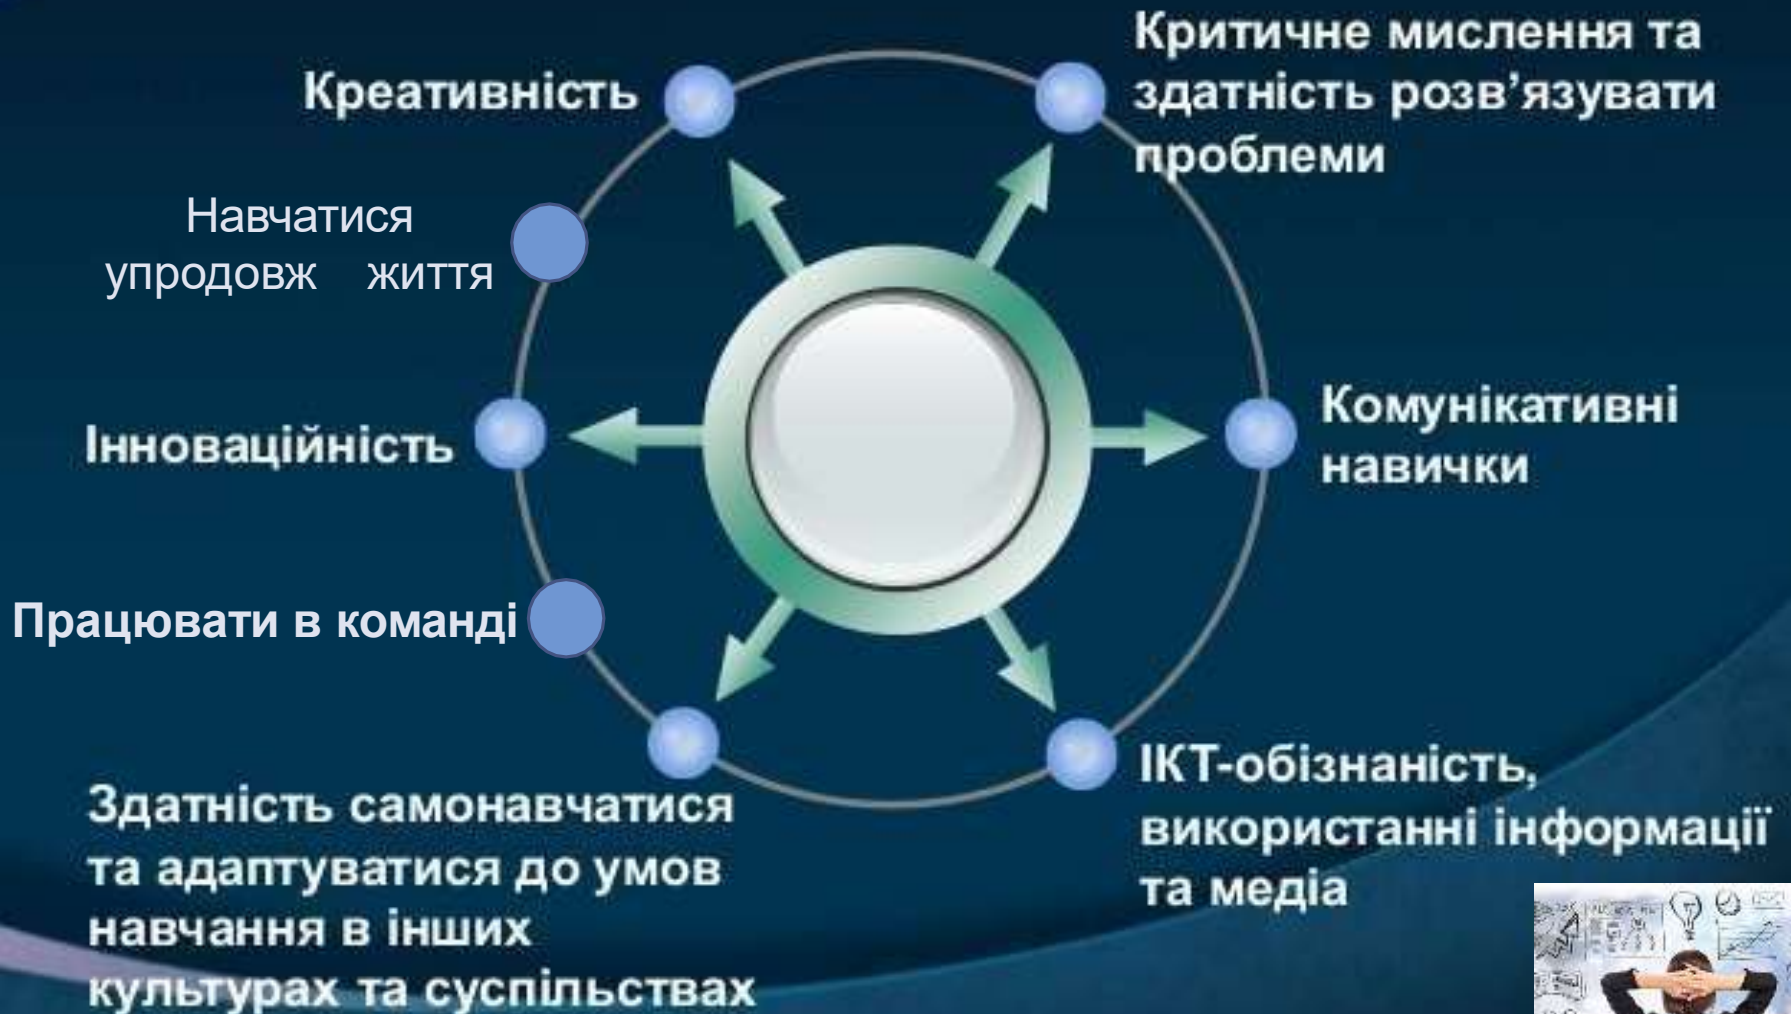 Креативність
Критичне мислення та
здатність розв’язувати
проблеми
Навчатися
упродовж життя
Інноваційність
Комунікативні
навички
Працювати в команді
Здатність самонавчатися
та адаптуватися до умов
навчання в інших
культурах та суспільствах
ІКТ-обізнаність,
використанні інформації
та медіа